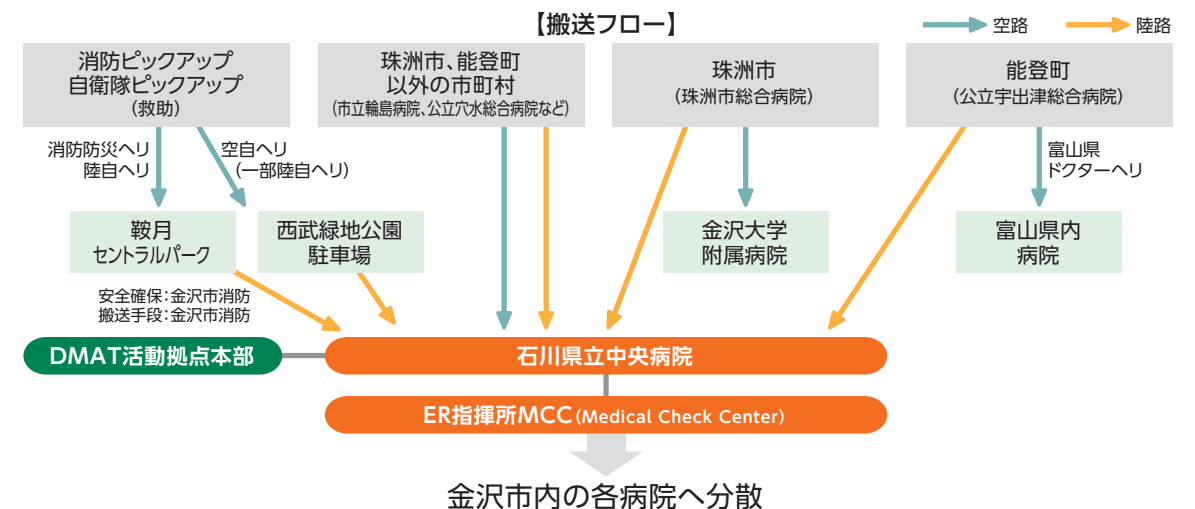 【搬送フロー】
空路
陸路
消防ピックアップ
自衛隊ピックアップ
（救助）
珠洲市、能登町
以外の市町村
（市立輪島病院、公立穴水総合病院など）
珠洲市
（珠洲市総合病院）
能登町
（公立宇出津総合病院）
消防防災ヘリ
陸自ヘリ
空自ヘリ
（一部陸自ヘリ）
富山県
ドクターヘリ
鞍月
セントラルパーク
西武緑地公園
駐車場
金沢大学
附属病院
富山県内
病院
安全確保：金沢市消防
搬送手段：金沢市消防
DMAT活動拠点本部
石川県立中央病院
ER指揮所MCC（Medical Check Center）
金沢市内の各病院へ分散